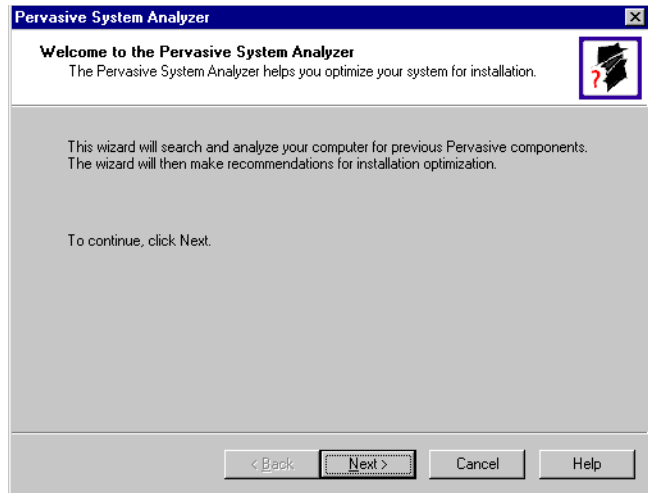 Pervasive System Analyzer
Welcome to the Pervasive System Analyzer
The Pervasive System Analyzer helps you optimize your system for installation.
?
This wizard will search and analyze your computer for previous Pervasive components.
The wizard will then make recommendations for installation optimization.
To continue, click Next.
< Back
Next >
Cancel
Help